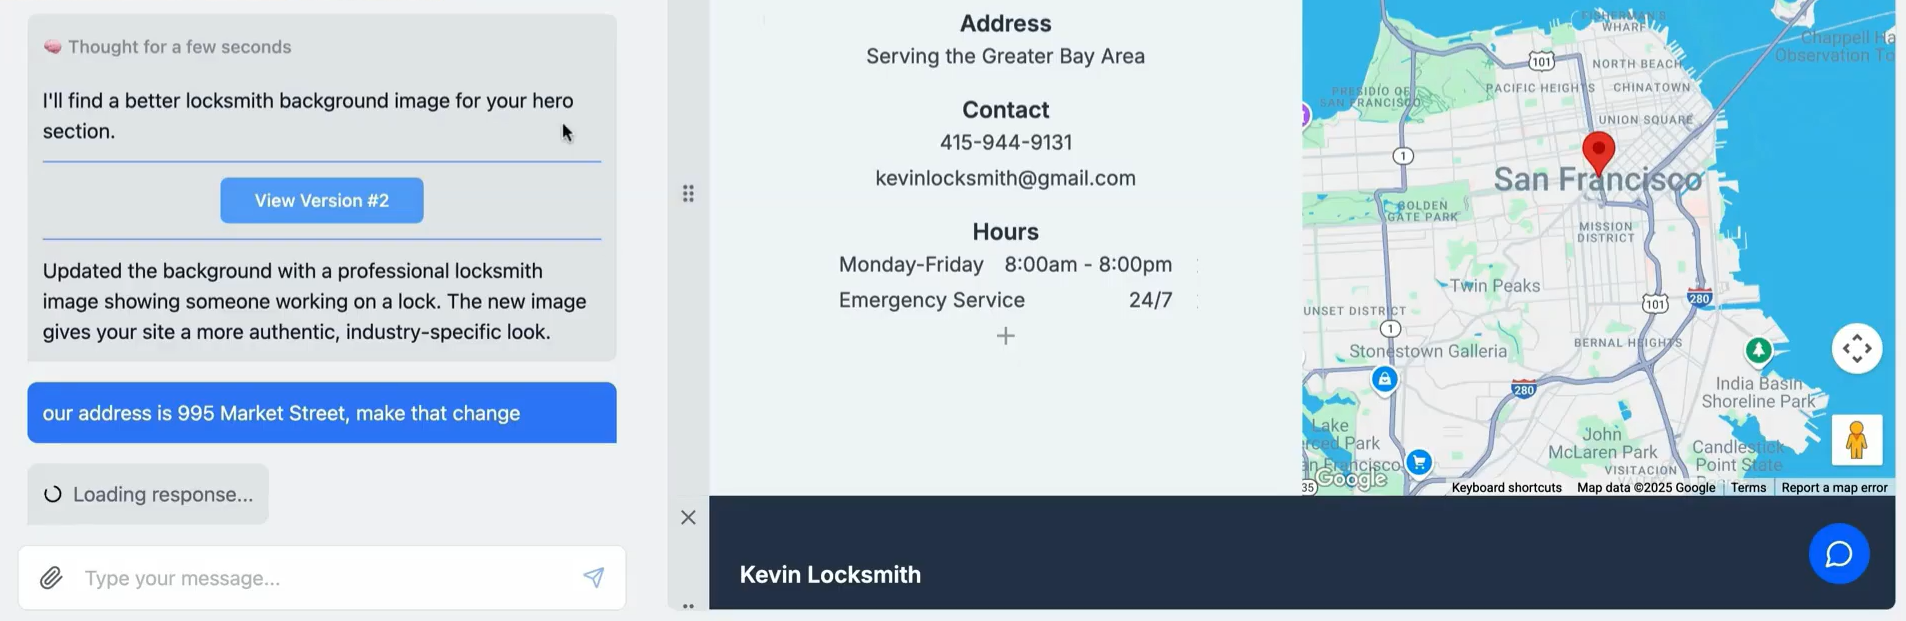 Thought for a few seconds
I'll find a better locksmith background image for your hero
section.
View Version #2
Updated the background with a professional locksmith
image showing someone working on a lock. The new image
gives your site a more authentic, industry-specific look.
our address is 995 Market Street, make that change
Loading response...
Type your message...
Address
Serving the Greater Bay Area
Contact
415-944-9131
kevinlocksmith@gmail.com
Hours
Monday-Friday 8:00am - 8:00pm
Emergency Service 24/7
Kevin Locksmith
FISHERMAN'S
WHARF
Chappell Ha
Observation To
101
NORTH BEACH
PRESIDIO OF
SAN FRANCISCO
PACIFIC HEIGHTS
CHINATOWN
UNION SQUARE
1
San Francisco
GOLDEN
GATE PARK
MISSION
DISTRICT
Twin Peaks
101
280
UNSET DISTRICT
1
BERNAL HEIGHTS
Stonestown Galleria
280
India Basin
Shoreline Park
Lake
erced Park
John
McLaren Park
Candlestick
Point State
an Francisco
VISITACION
35
Google
Keyboard shortcuts
Map data ©2025 Google
Terms
Report a map error